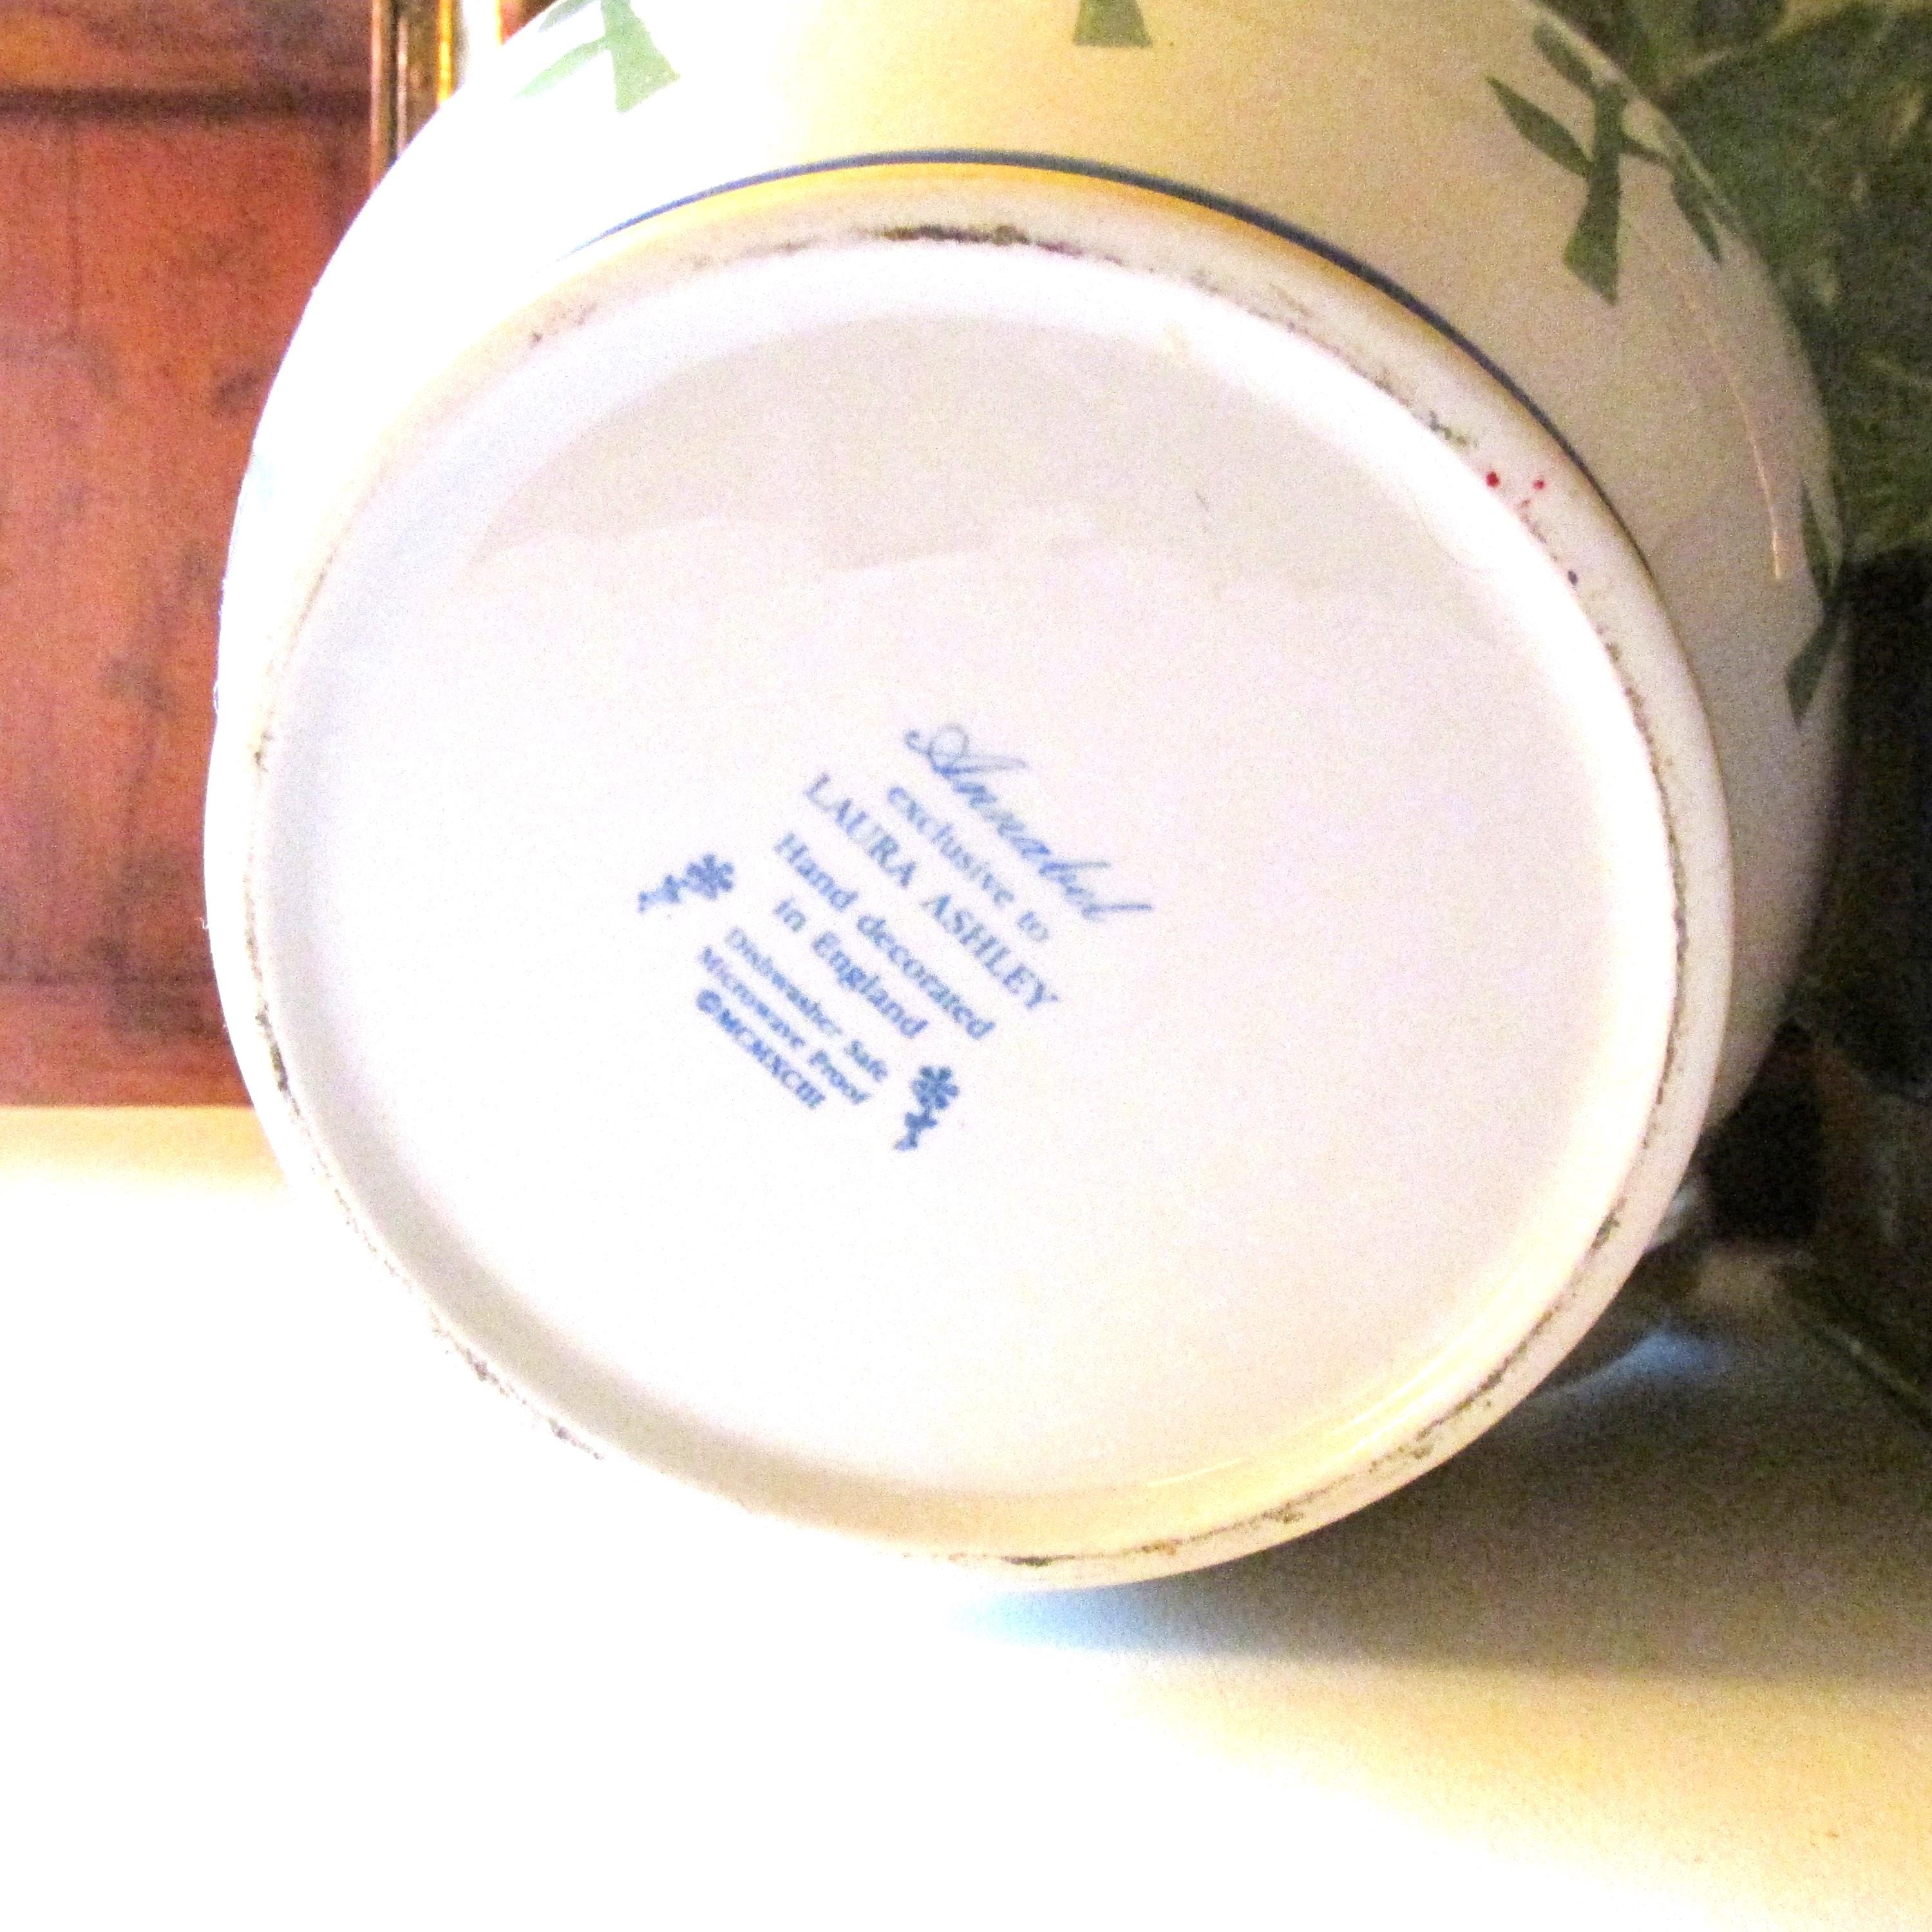 Annabel
exclusive to
LAURA ASHLEY
Hand decorated
in England
Dishwasher Safe
Microwave Proof
©MCMXCIII